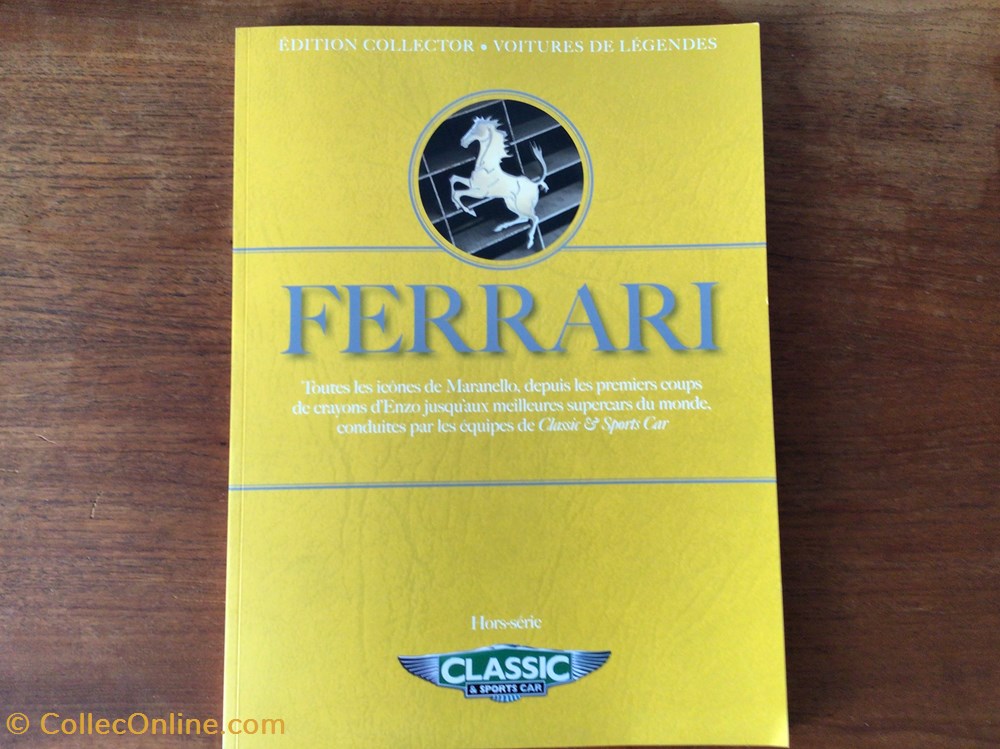 ÉDITION COLLECTOR • VOITURES DE LÉGENDES
FERRARI
Toutes les icônes de Maranello, depuis les premiers coups
de crayons d'Enzo jusqu'aux meilleures supercars du monde,
conduites par les équipes de Classic & Sports Car
Hors-série
CLASSIC
& SPORTS CAR
© CollecOnline.com